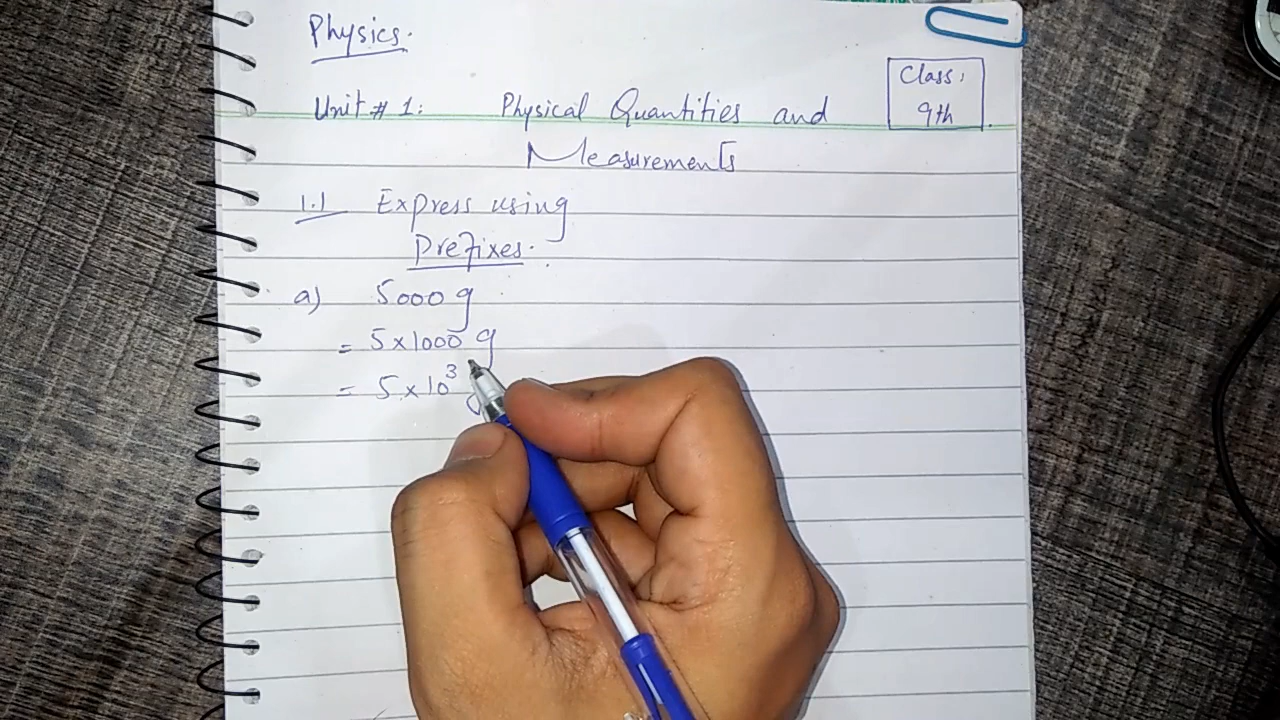 Physics.
Class:
9th
Unit # 1: Physical Quantities and
Measurements
1.1 Express using
Prefixes.
a) 5000 g
= 5×1000 g
= 5×10³ g